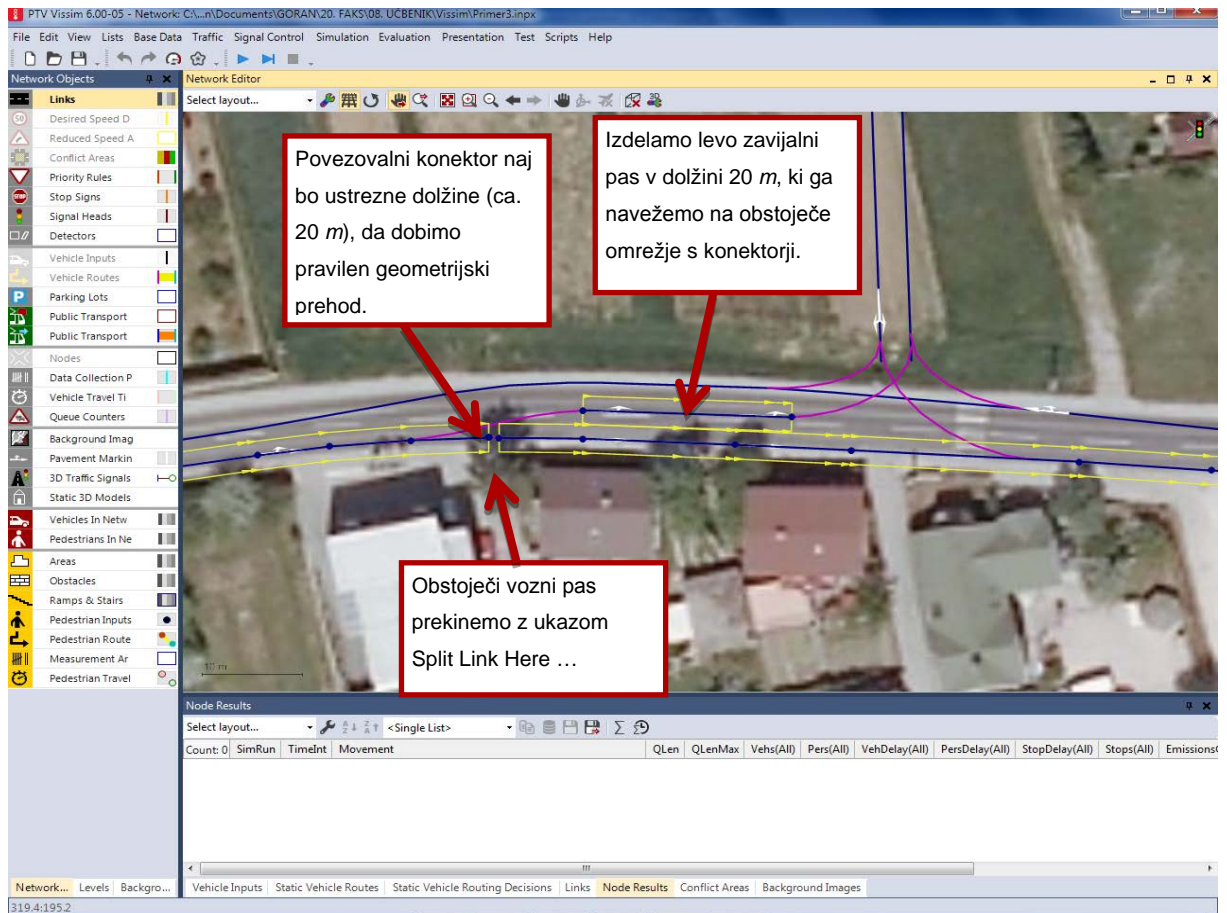 PTV Vissim 6.00-05 - Network: C:\...n\Documents\GORAN\20. FAKS\08. UČBENIK\Vissim\Primer3.inpx
File Edit View Lists Base Data Traffic Signal Control Simulation Evaluation Presentation Test Scripts Help
Network Objects
Network Editor
Select layout...
Links
Desired Speed D
Reduced Speed A
Conflict Areas
Priority Rules
Stop Signs
Signal Heads
Detectors
Vehicle Inputs
Vehicle Routes
Parking Lots
Public Transport
Public Transport
Nodes
Data Collection P
Vehicle Travel Ti
Queue Counters
Background Imag
Pavement Markin
3D Traffic Signals
Static 3D Models
Vehicles In Netw
Pedestrians In Ne
Areas
Obstacles
Ramps & Stairs
Pedestrian Inputs
Pedestrian Route
Measurement Ar
Pedestrian Travel
Povezovalni konektor naj
bo ustrezne dolžine (ca.
20 m), da dobimo
pravilen geometrijski
prehod.
Izdelamo levo zavijalni
pas v dolžini 20 m, ki ga
navežemo na obstoječe
omrežje s konektorji.
Obstoječi vozni pas
prekinemo z ukazom
Split Link Here …
10 m
Node Results
Select layout... <Single List>
Count: 0 SimRun TimeInt Movement QLen QLenMax Vehs(All) Pers(All) VehDelay(All) PersDelay(All) StopDelay(All) Stops(All) Emissions
Network... Levels Backgro...
Vehicle Inputs Static Vehicle Routes Static Vehicle Routing Decisions Links Node Results Conflict Areas Background Images
319.4:195.2